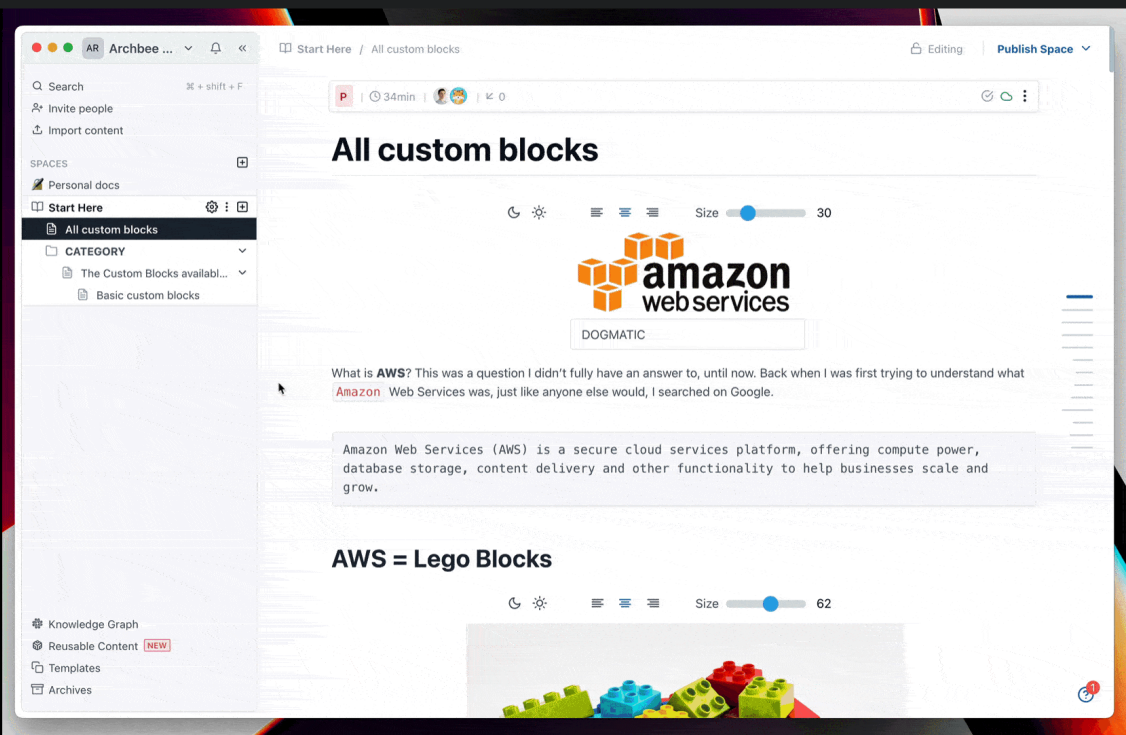 AR Archbee ...
Start Here / All custom blocks
Editing
Publish Space
Search ⌘ + shift + F
Invite people
Import content
SPACES
Personal docs
Start Here
All custom blocks
CATEGORY
The Custom Blocks availabl...
Basic custom blocks
Knowledge Graph
Reusable Content NEW
Templates
Archives
P 34min 0
All custom blocks
Size 30
amazon
web services
DOGMATIC
What is AWS? This was a question I didn't fully have an answer to, until now. Back when I was first trying to understand what
Amazon Web Services was, just like anyone else would, I searched on Google.
Amazon Web Services (AWS) is a secure cloud services platform, offering compute power,
database storage, content delivery and other functionality to help businesses scale and
grow.
AWS = Lego Blocks
Size 62
1